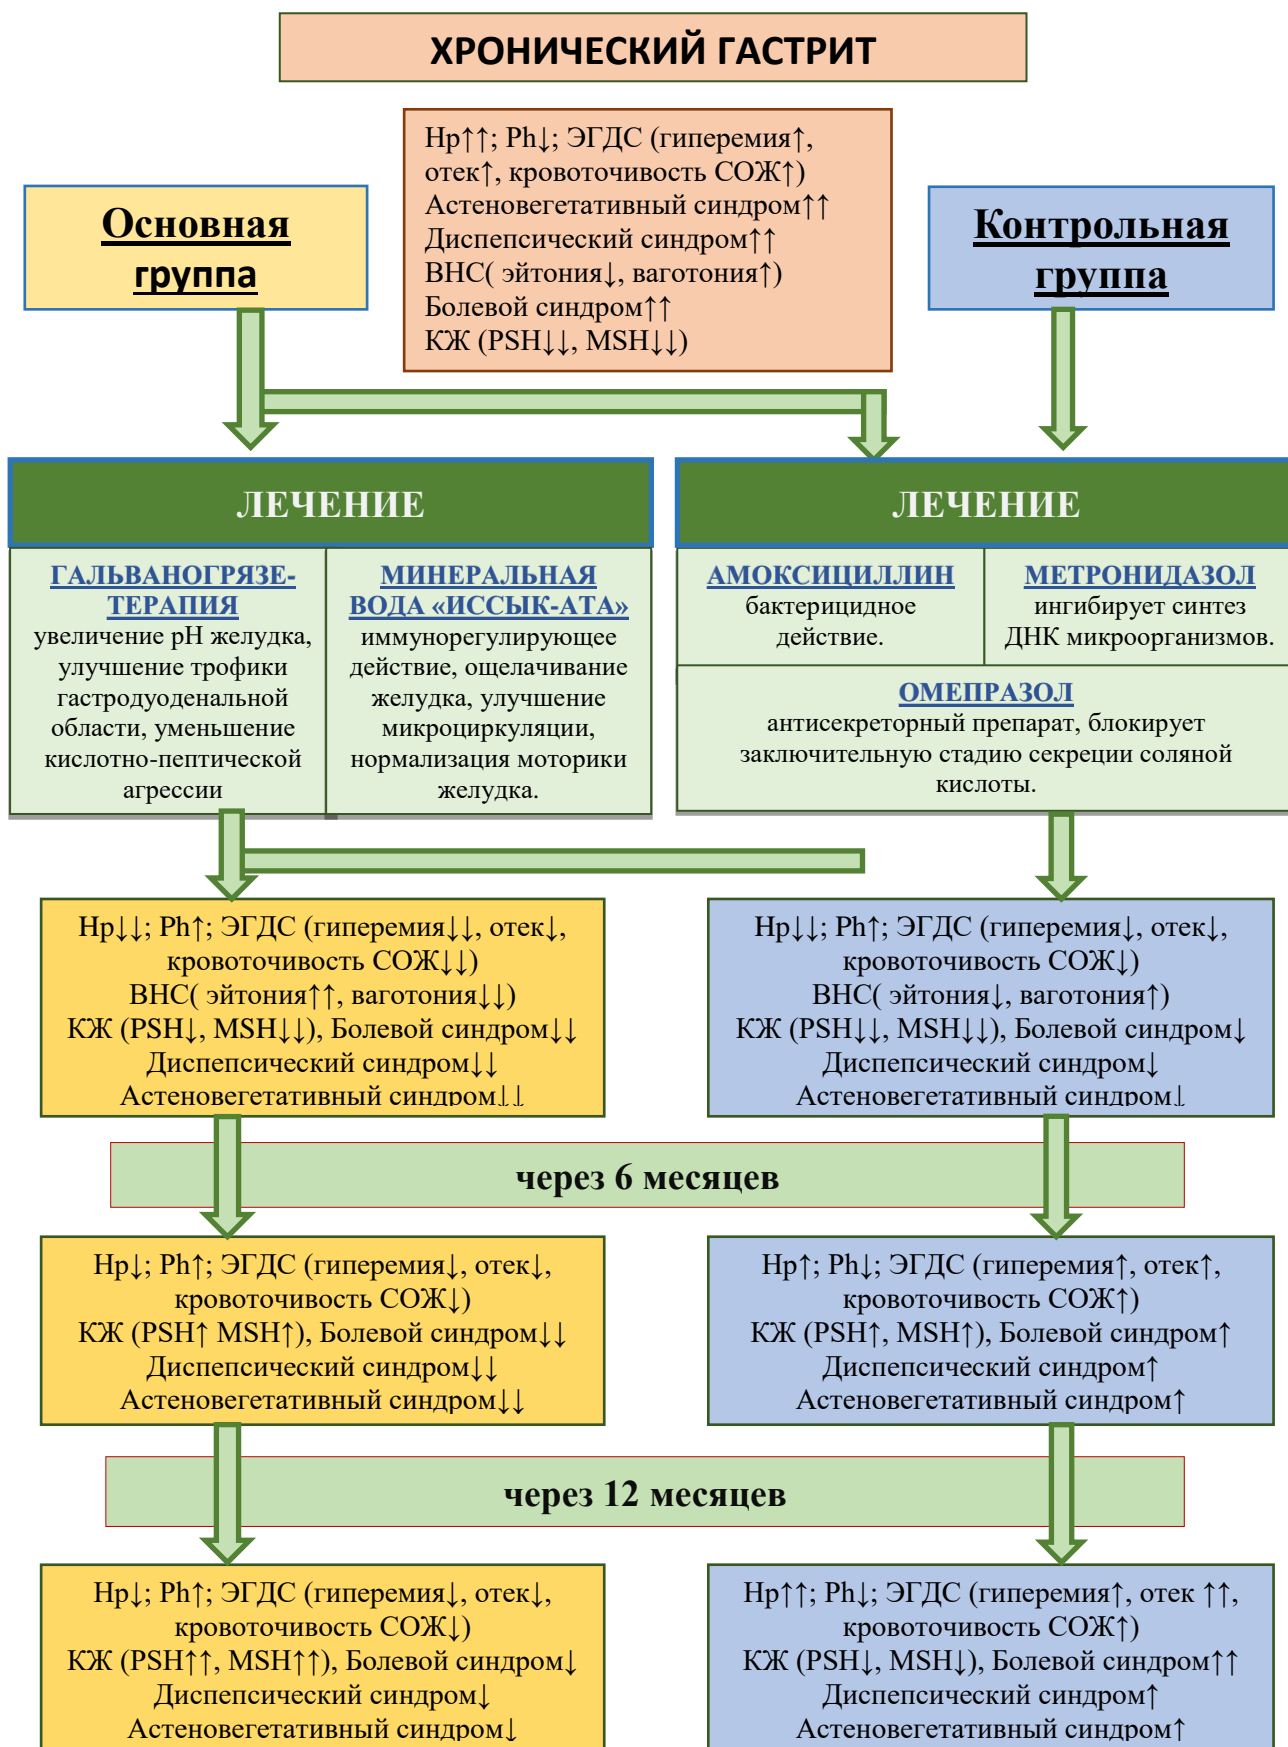 ХРОНИЧЕСКИЙ ГАСТРИТ
Нр↑↑; Ph↓; ЭГДС (гиперемия↑,
отек↑, кровоточивость СОЖ↑)
Астеновегетативный синдром↑↑
Диспепсический синдром↑↑
ВНС( эйтония↓, ваготония↑)
Болевой синдром↑↑
КЖ (PSH↓↓, MSH↓↓)
Основная
группа
Контрольная
группа
ЛЕЧЕНИЕ
ГАЛЬВАНОГРЯЗЕ-
ТЕРАПИЯ
увеличение pH желудка,
улучшение трофики
гастродуоденальной
области, уменьшение
кислотно-пептической
агрессии
МИНЕРАЛЬНАЯ
ВОДА «ИССЫК-АТА»
иммунорегулирующее
действие, ощелачивание
желудка, улучшение
микроциркуляции,
нормализация моторики
желудка.
ЛЕЧЕНИЕ
АМОКСИЦИЛЛИН
бактерицидное
действие.
МЕТРОНИДАЗОЛ
ингибирует синтез
ДНК микроорганизмов.
ОМЕПРАЗОЛ
антисекреторный препарат, блокирует
заключительную стадию секреции соляной
кислоты.
Нр↓↓; Ph↑; ЭГДС (гиперемия↓↓, отек↓,
кровоточивость СОЖ↓↓)
ВНС( эйтония↑↑, ваготония↓↓)
КЖ (PSH↓, MSH↓↓), Болевой синдром↓↓
Диспепсический синдром↓↓
Астеновегетативный синдром↓↓
Нр↓↓; Ph↑; ЭГДС (гиперемия↓, отек↓,
кровоточивость СОЖ↓)
ВНС( эйтония↓, ваготония↑)
КЖ (PSH↓↓, MSH↓↓), Болевой синдром↓
Диспепсический синдром↓
Астеновегетативный синдром↓
через 6 месяцев
Нр↓; Ph↑; ЭГДС (гиперемия↓, отек↓,
кровоточивость СОЖ↓)
КЖ (PSH↑ MSH↑), Болевой синдром↓↓
Диспепсический синдром↓↓
Астеновегетативный синдром↓↓
Нр↑; Ph↓; ЭГДС (гиперемия↑, отек↑,
кровоточивость СОЖ↑)
КЖ (PSH↑, MSH↑), Болевой синдром↑
Диспепсический синдром↑
Астеновегетативный синдром↑
через 12 месяцев
Нр↓; Ph↑; ЭГДС (гиперемия↓, отек↓,
кровоточивость СОЖ↓)
КЖ (PSH↑↑, MSH↑↑), Болевой синдром↓
Диспепсический синдром↓
Астеновегетативный синдром↓
Нр↑↑; Ph↓; ЭГДС (гиперемия↑, отек ↑↑,
кровоточивость СОЖ↑)
КЖ (PSH↓, MSH↓), Болевой синдром↑↑
Диспепсический синдром↑
Астеновегетативный синдром↑